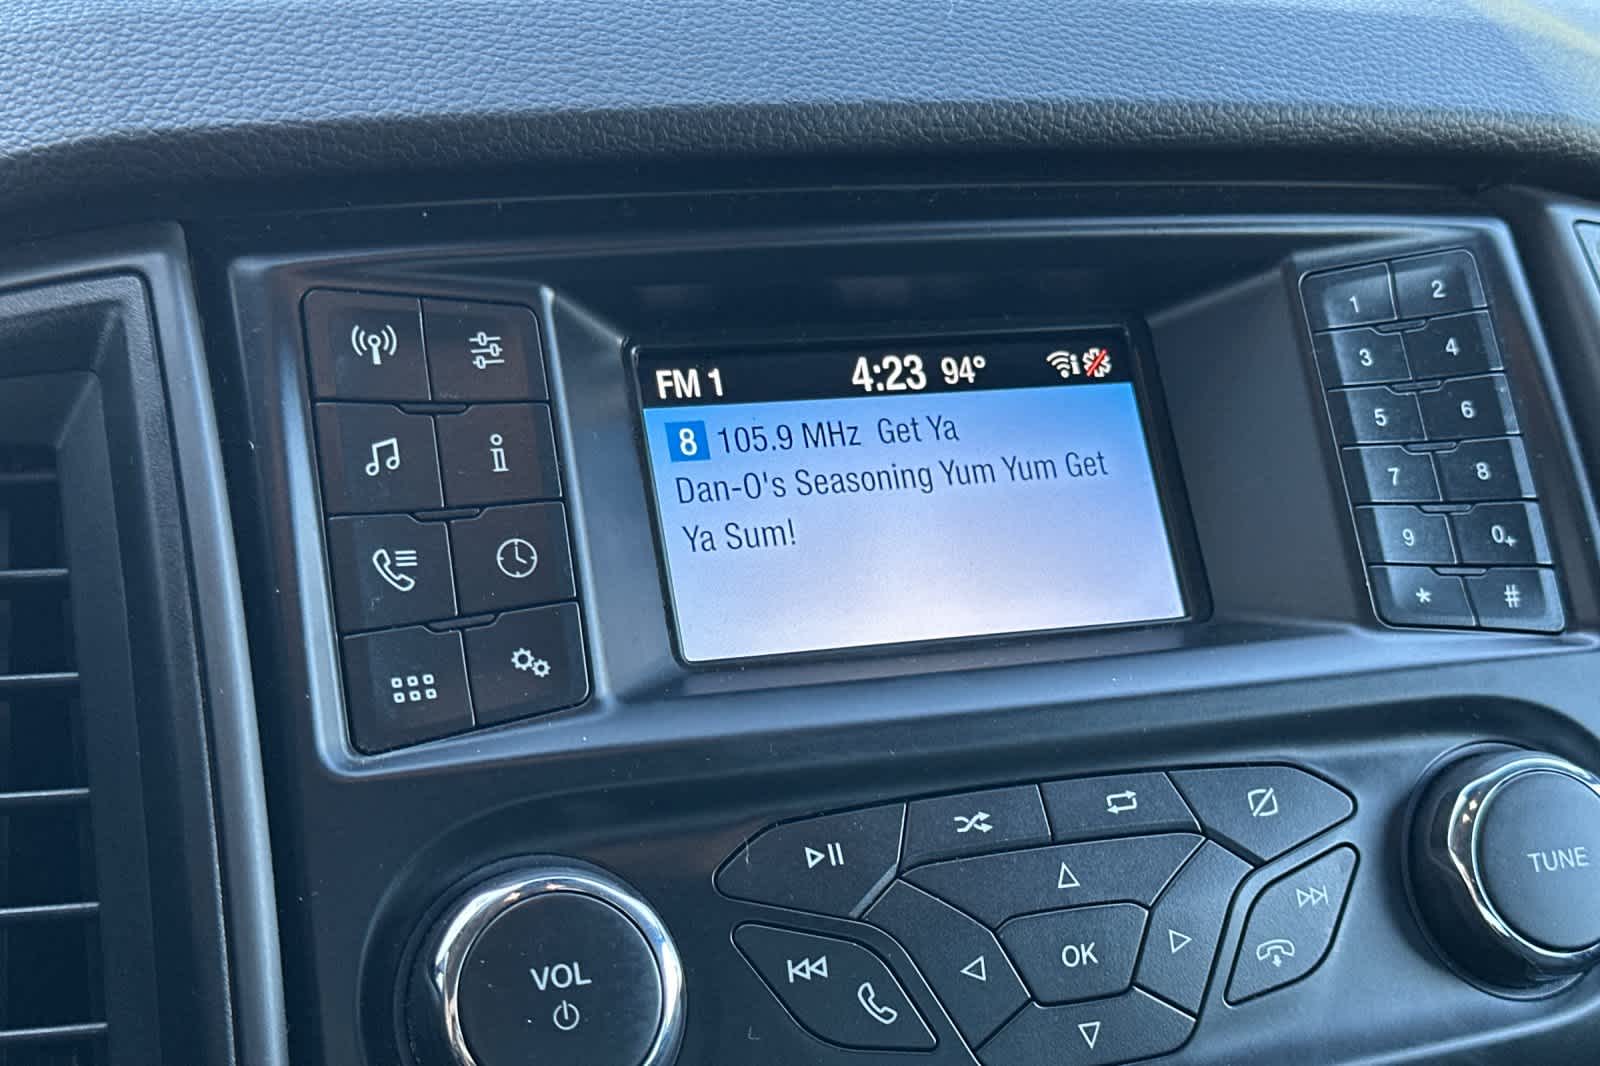 FM 1 4:23 94°
8 105.9 MHz Get Ya
Dan-O's Seasoning Yum Yum Get
Ya Sum!
1 2
3 4
5 6
7 8
9 0+
* #
VOL
OK
TUNE